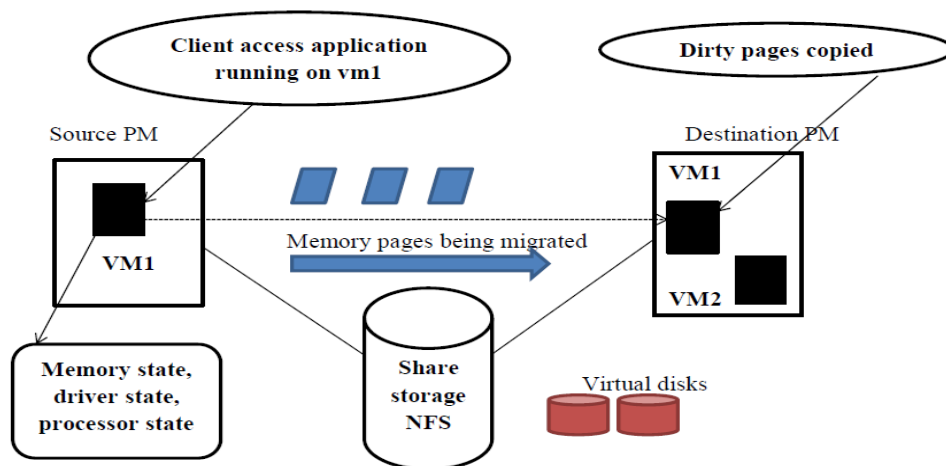 Client access application
running on vm1
Dirty pages copied
Source PM
Destination PM
VM1
Memory pages being migrated
VM1
VM2
Memory state,
driver state,
processor state
Share
storage
NFS
Virtual disks